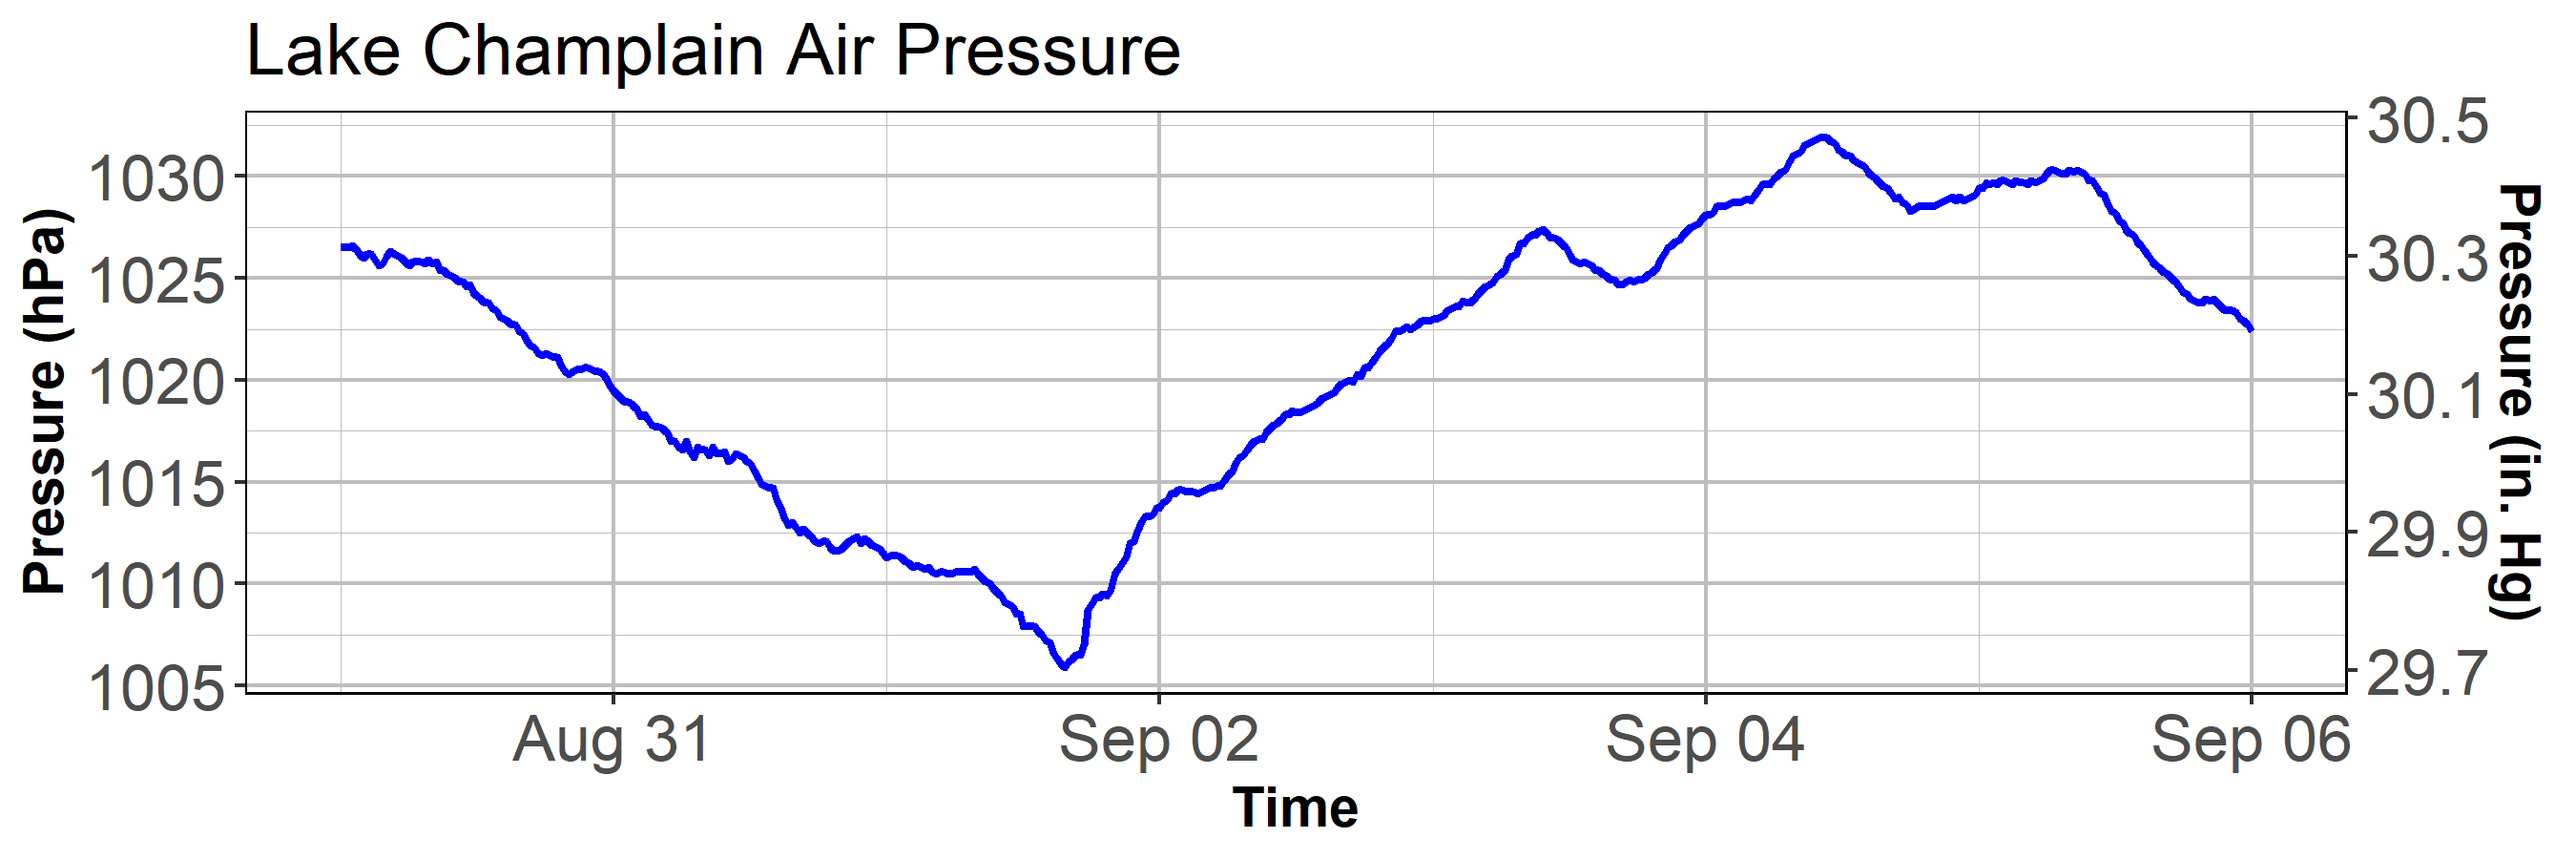 Lake Champlain Air Pressure
Pressure (hPa)
1030
1025
1020
1015
1010
1005
30.5
30.3
30.1
29.9
29.7
Pressure (in. Hg)
Aug 31 Sep 02 Sep 04 Sep 06
Time